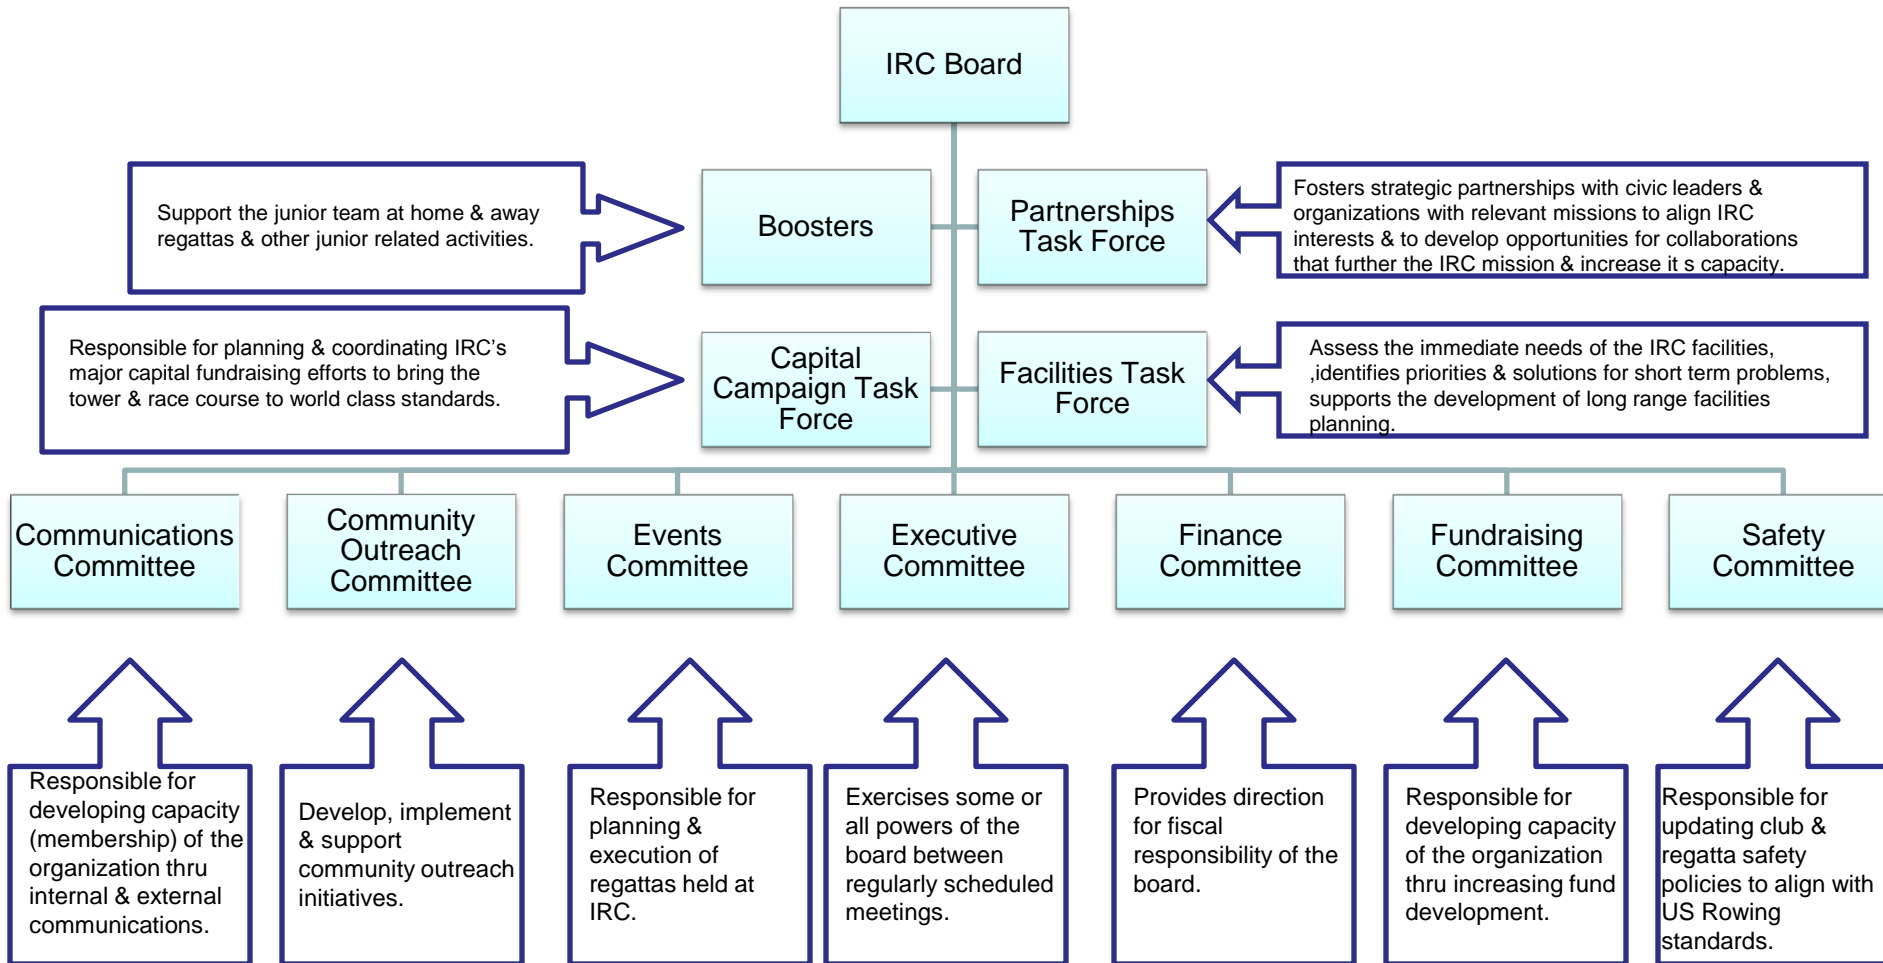 IRC Board
Support the junior team at home & away
regattas & other junior related activities.
Boosters
Partnerships
Task Force
Fosters strategic partnerships with civic leaders &
organizations with relevant missions to align IRC
interests & to develop opportunities for collaborations
that further the IRC mission & increase it s capacity.
Responsible for planning & coordinating IRC’s
major capital fundraising efforts to bring the
tower & race course to world class standards.
Capital
Campaign Task
Force
Facilities Task
Force
Assess the immediate needs of the IRC facilities,
,identifies priorities & solutions for short term problems,
supports the development of long range facilities
planning.
Communications
Committee
Community
Outreach
Committee
Events
Committee
Executive
Committee
Finance
Committee
Fundraising
Committee
Safety
Committee
Responsible for
developing capacity
(membership) of the
organization thru
internal & external
communications.
Develop, implement
& support
community outreach
initiatives.
Responsible for
planning &
execution of
regattas held at
IRC.
Exercises some or
all powers of the
board between
regularly scheduled
meetings.
Provides direction
for fiscal
responsibility of the
board.
Responsible for
developing capacity
of the organization
thru increasing fund
development.
Responsible for
updating club &
regatta safety
policies to align with
US Rowing
standards.